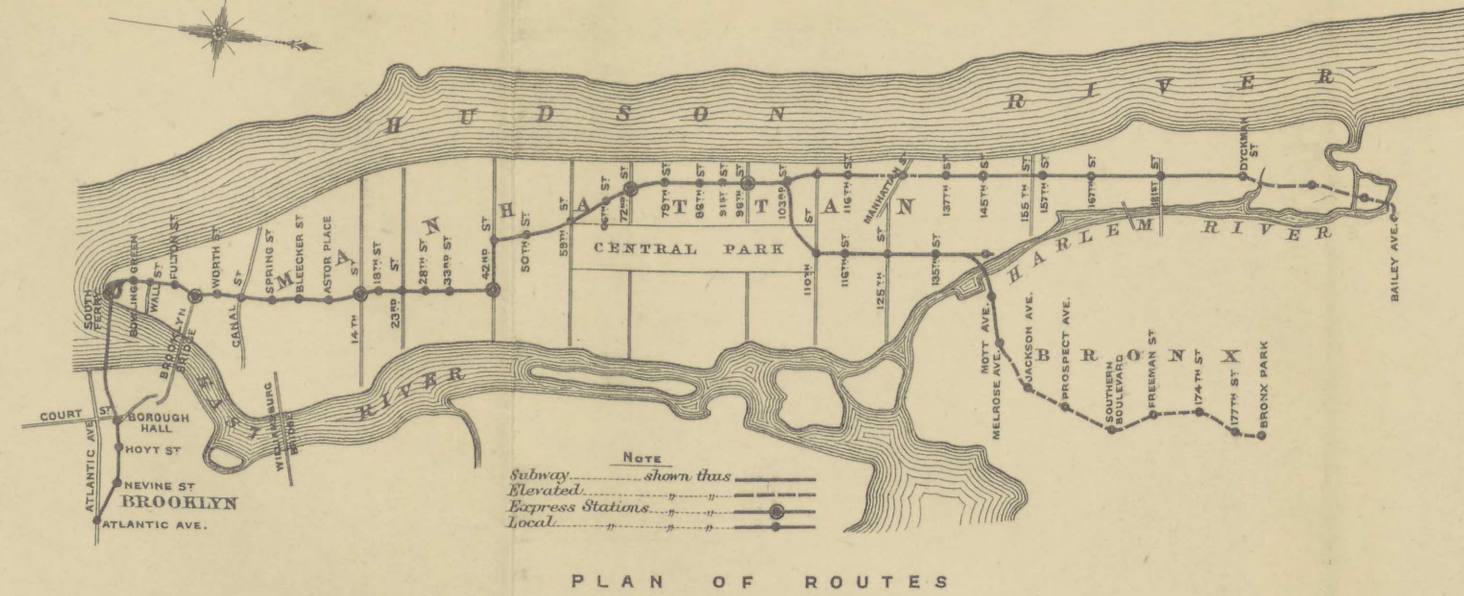 HUDSON RIVER
MANHATTAN
CENTRAL PARK
HARLEM RIVER
BRONX
EAST RIVER
BROOKLYN
SOUTH FERRY
BOWLING GREEN
WALL ST
FULTON ST
BROOKLYN BRIDGE
WORTH ST
CANAL ST
SPRING ST
BLEECKER ST
ASTOR PLACE
14TH ST
18TH ST
23RD ST
28TH ST
33RD ST
42ND ST
50TH ST
59TH ST
ST
72ND ST
79TH ST
86TH ST
91ST ST
96TH ST
103RD ST
110TH ST
116TH ST
MANHATTAN ST
137TH ST
145TH ST
155TH ST
157TH ST
167TH ST
181ST ST
DYCKMAN ST
BAILEY AVE.
116TH ST
125TH ST
135TH ST
MOTT AVE.
MELROSE AVE.
JACKSON AVE.
PROSPECT AVE.
SOUTHERN BOULEVARD
FREEMAN ST
174TH ST
177TH ST
BRONX PARK
WILLIAMSBURG BRIDGE
COURT ST
BOROUGH HALL
HOYT ST
NEVINE ST
ATLANTIC AVE
ATLANTIC AVE.
NOTE
Subway shown thus
Elevated " "
Express Stations " "
Local " " "
PLAN OF ROUTES